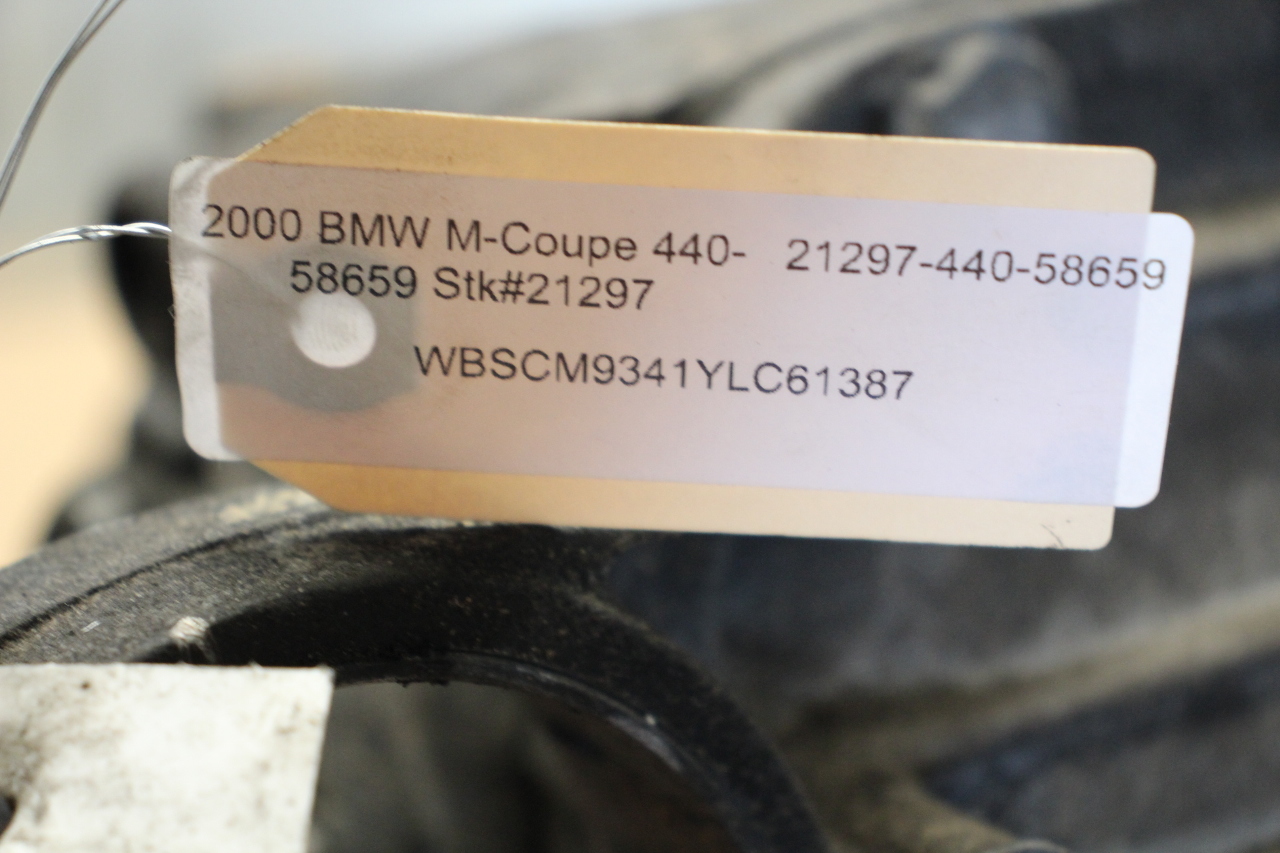 2000 BMW M-Coupe 440- 21297-440-58659
58659 Stk#21297
WBSCM9341YLC61387